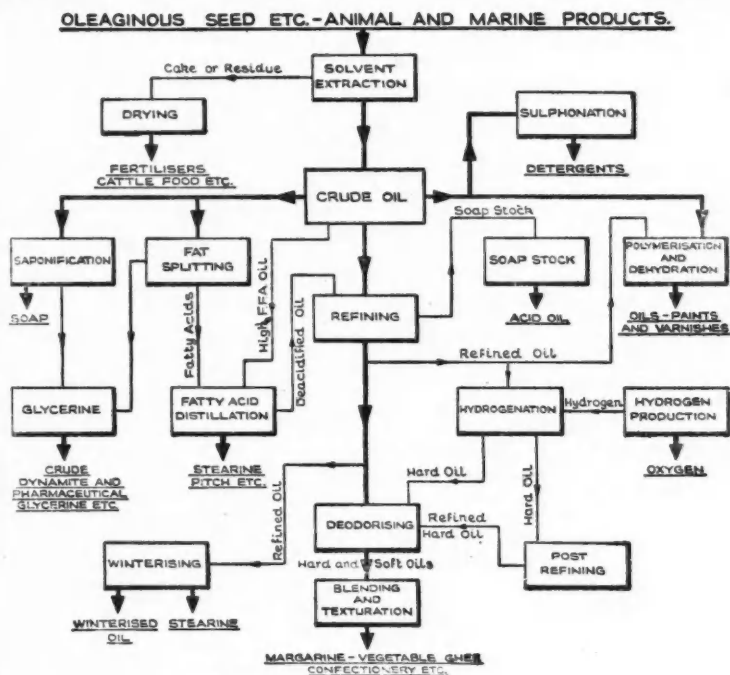 OLEAGINOUS SEED ETC.-ANIMAL AND MARINE PRODUCTS.
SOLVENT
EXTRACTION
Cake or Residue
DRYING
FERTILISERS
CATTLE FOOD ETC.
SULPHONATION
DETERGENTS
CRUDE OIL
Soap Stock
SAPONIFICATION
FAT
SPLITTING
SOAP STOCK
POLYMERISATION
AND
DEHYDRATION
SOAP
Fatty Acids
High FFA Oil
Deacidified Oil
REFINING
ACID OIL
OILS-PAINTS
AND VARNISHES
Refined Oil
GLYCERINE
FATTY ACID
DISTILLATION
HYDROGENATION
Hydrogen
HYDROGEN
PRODUCTION
CRUDE
DYNAMITE AND
PHARMACEUTICAL
GLYCERINE ETC
STEARINE
PITCH ETC.
OXYGEN
Refined Oil
Hard Oil
Hard Oil
DEODORISING
Refined
Hard Oil
WINTERISING
Hard and Soft Oils
POST
REFINING
BLENDING
AND
TEXTURATION
WINTERISED
OIL
STEARINE
MARGARINE-VEGETABLE GHEE
CONFECTIONERY ETC.